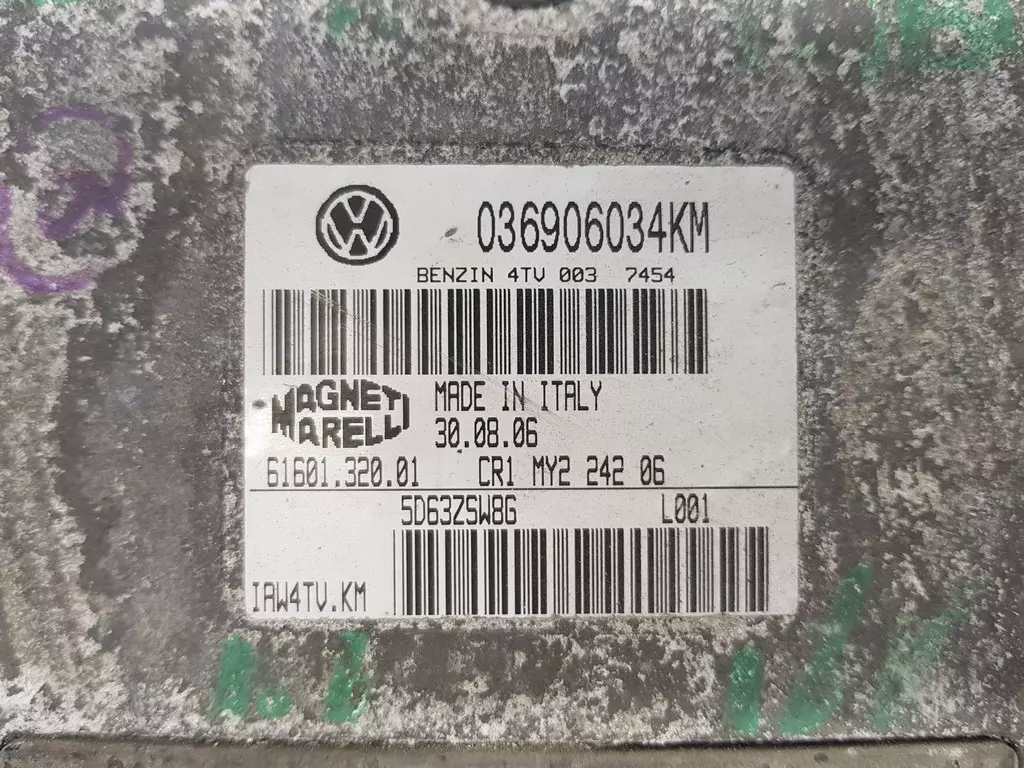 036906034KM
BENZIN 4TV 003 7454
MAGNETI MARELLI
MADE IN ITALY
30.08.06
61601.320.01 CR1 MY2 242 06
5D63ZSW8G L001
IAW4TV.KM